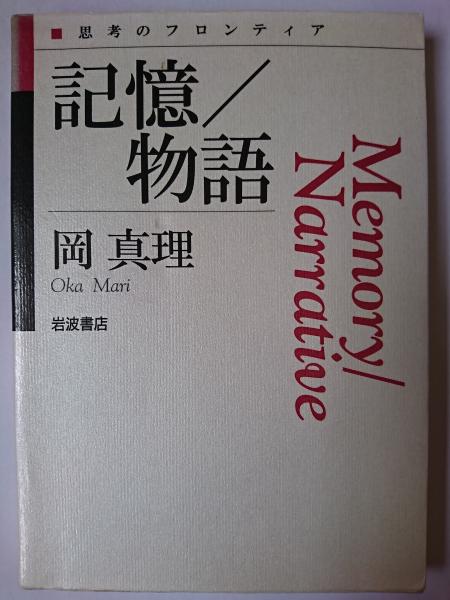 ■思考のフロンティア
記憶／
物語
岡 真理
Oka Mari
岩波書店
Memory/
Narrative